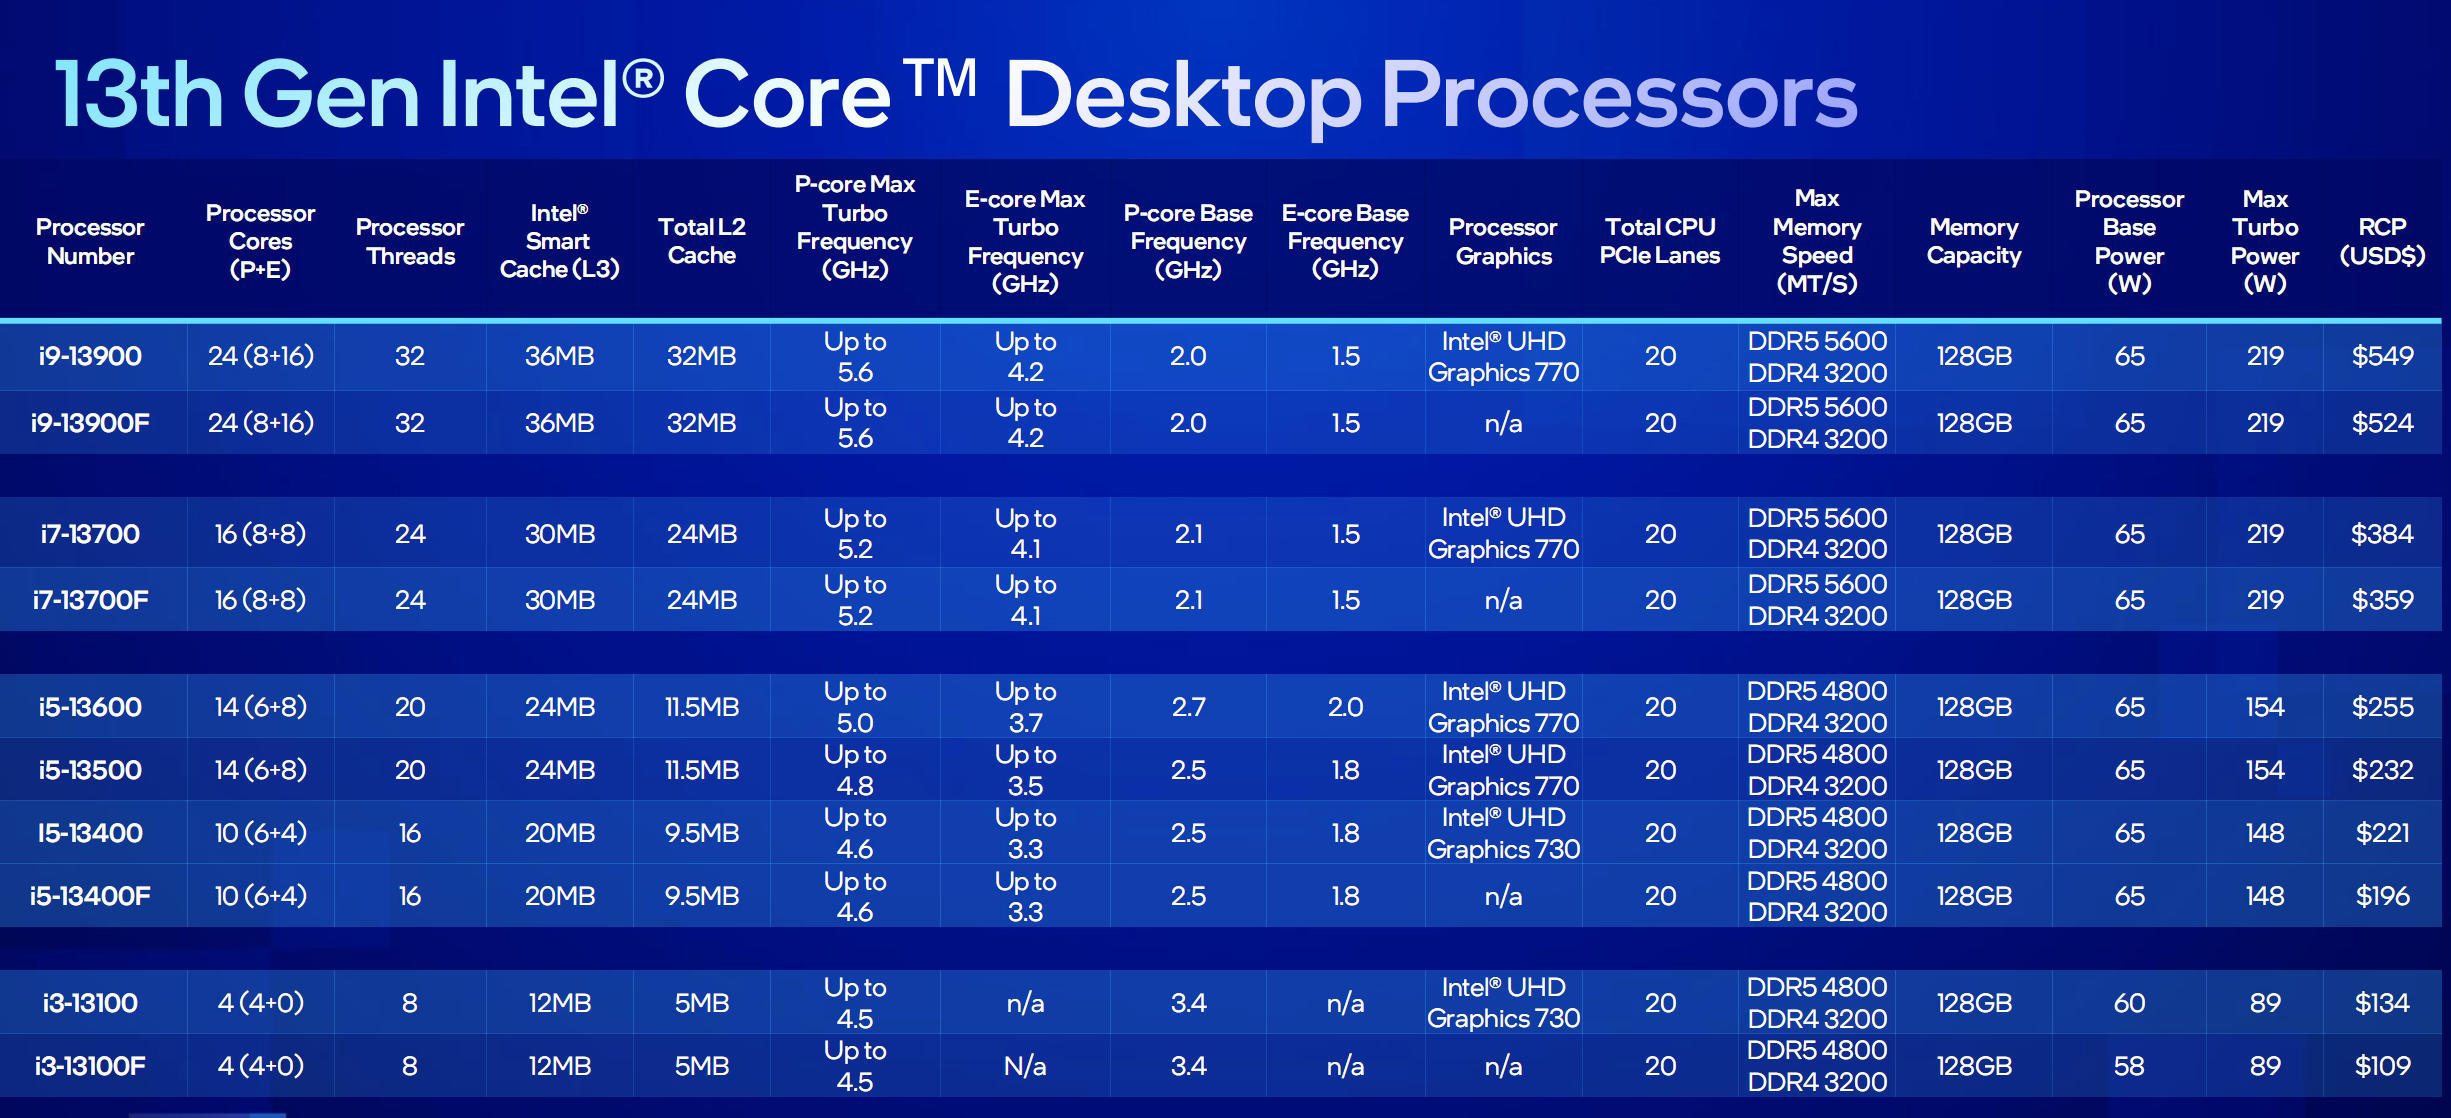 13th Gen Intel® Core™ Desktop Processors
Processor Number	Processor Cores (P+E)	Processor Threads	Intel® Smart Cache (L3)	Total L2 Cache	P-core Max Turbo Frequency (GHz)	E-core Max Turbo Frequency (GHz)	P-core Base Frequency (GHz)	E-core Base Frequency (GHz)	Processor Graphics	Total CPU PCIe Lanes	Max Memory Speed (MT/S)	Memory Capacity	Processor Base Power (W)	Max Turbo Power (W)	RCP (USD$)
i9-13900	24 (8+16)	32	36MB	32MB	Up to 5.6	Up to 4.2	2.0	1.5	Intel® UHD Graphics 770	20	DDR5 5600 DDR4 3200	128GB	65	219	$549
i9-13900F	24 (8+16)	32	36MB	32MB	Up to 5.6	Up to 4.2	2.0	1.5	n/a	20	DDR5 5600 DDR4 3200	128GB	65	219	$524
i7-13700	16 (8+8)	24	30MB	24MB	Up to 5.2	Up to 4.1	2.1	1.5	Intel® UHD Graphics 770	20	DDR5 5600 DDR4 3200	128GB	65	219	$384
i7-13700F	16 (8+8)	24	30MB	24MB	Up to 5.2	Up to 4.1	2.1	1.5	n/a	20	DDR5 5600 DDR4 3200	128GB	65	219	$359
i5-13600	14 (6+8)	20	24MB	11.5MB	Up to 5.0	Up to 3.7	2.7	2.0	Intel® UHD Graphics 770	20	DDR5 4800 DDR4 3200	128GB	65	154	$255
i5-13500	14 (6+8)	20	24MB	11.5MB	Up to 4.8	Up to 3.5	2.5	1.8	Intel® UHD Graphics 770	20	DDR5 4800 DDR4 3200	128GB	65	154	$232
I5-13400	10 (6+4)	16	20MB	9.5MB	Up to 4.6	Up to 3.3	2.5	1.8	Intel® UHD Graphics 730	20	DDR5 4800 DDR4 3200	128GB	65	148	$221
i5-13400F	10 (6+4)	16	20MB	9.5MB	Up to 4.6	Up to 3.3	2.5	1.8	n/a	20	DDR5 4800 DDR4 3200	128GB	65	148	$196
i3-13100	4 (4+0)	8	12MB	5MB	Up to 4.5	n/a	3.4	n/a	Intel® UHD Graphics 730	20	DDR5 4800 DDR4 3200	128GB	60	89	$134
i3-13100F	4 (4+0)	8	12MB	5MB	Up to 4.5	N/a	3.4	n/a	n/a	20	DDR5 4800 DDR4 3200	128GB	58	89	$109